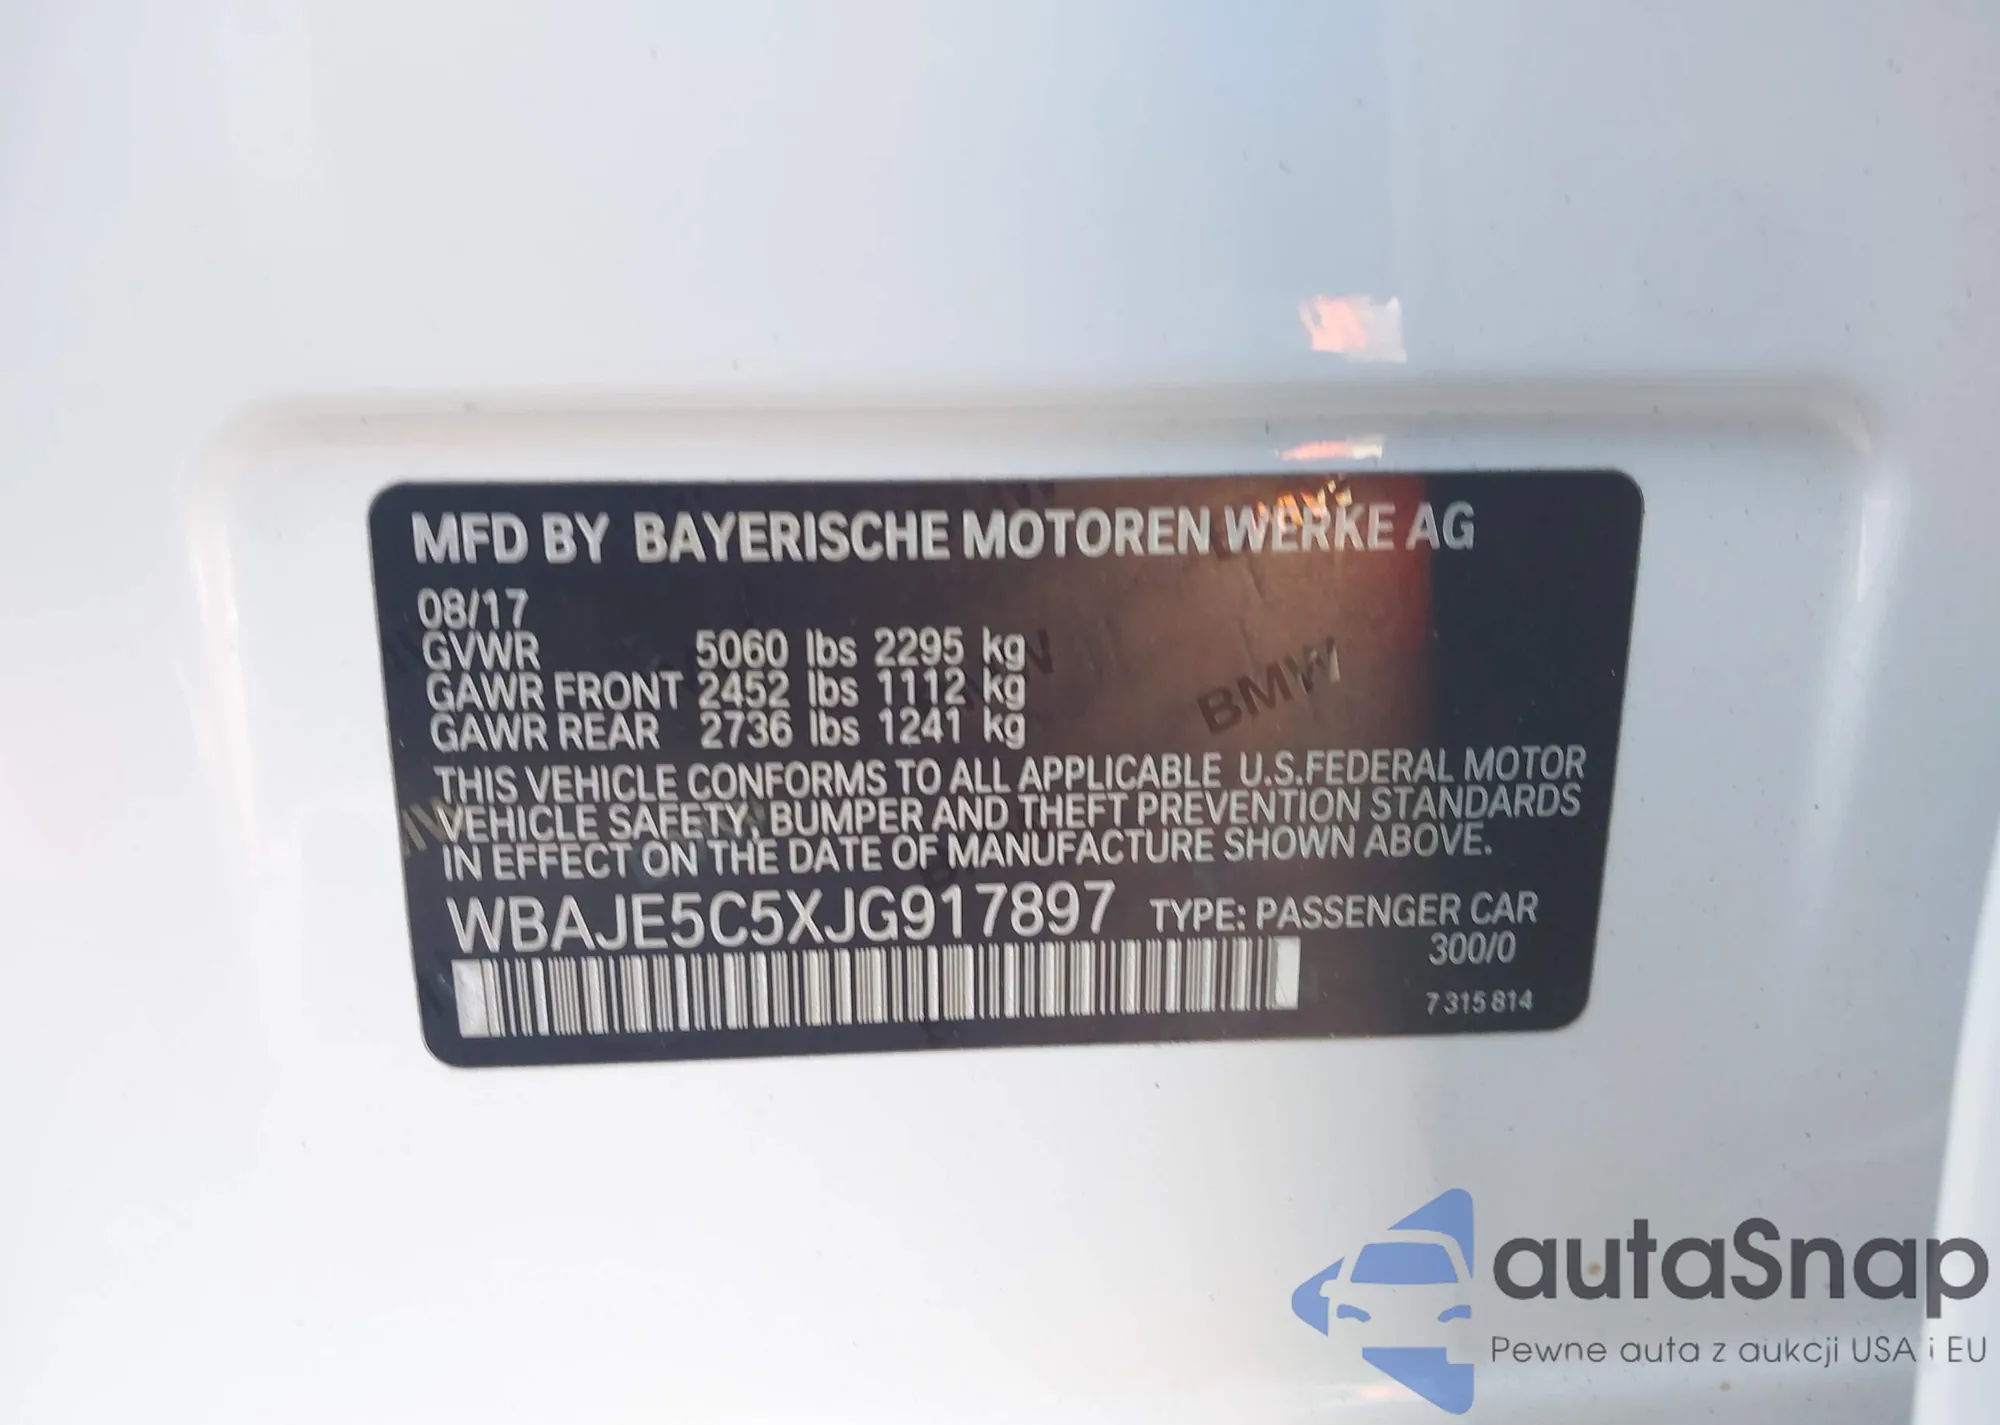 MFD BY BAYERISCHE MOTOREN WERKE AG
08/17
GVWR 5060 lbs 2295 kg
GAWR FRONT 2452 lbs 1112 kg
GAWR REAR 2736 lbs 1241 kg
THIS VEHICLE CONFORMS TO ALL APPLICABLE U.S.FEDERAL MOTOR
VEHICLE SAFETY, BUMPER AND THEFT PREVENTION STANDARDS
IN EFFECT ON THE DATE OF MANUFACTURE SHOWN ABOVE.
WBAJE5C5XJG917897 TYPE: PASSENGER CAR
300/0
7 315 814
BMW
autaSnap
Pewne auta z aukcji USA i EU